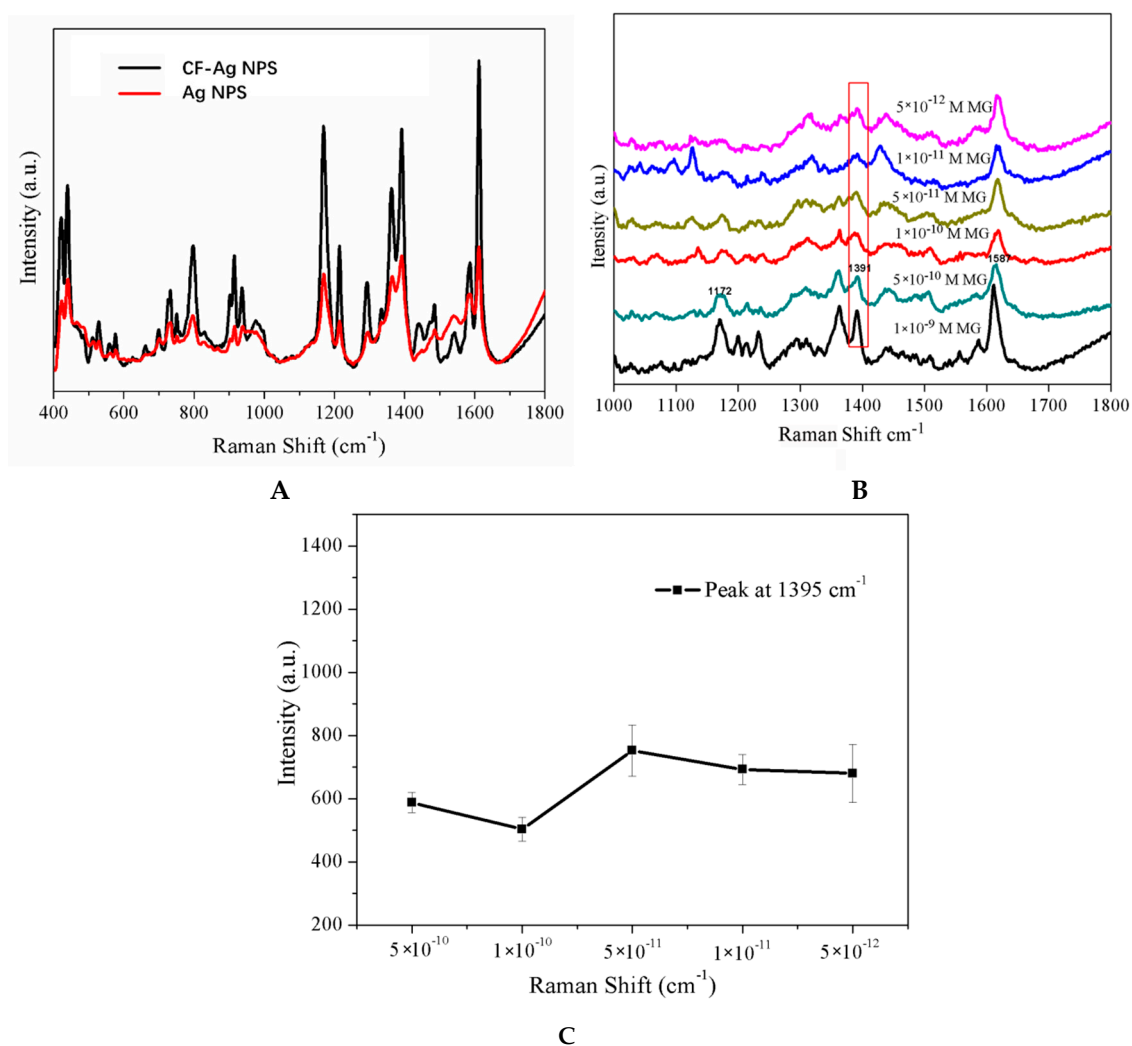 CF-Ag NPS
Ag NPS
Intensity (a.u.)
400 600 800 1000 1200 1400 1600 1800
Raman Shift (cm⁻¹)
A
5×10⁻¹² M MG
1×10⁻¹¹ M MG
5×10⁻¹¹ M MG
1×10⁻¹⁰ M MG
1172
1391
1587
5×10⁻¹⁰ M MG
1×10⁻⁹ M MG
Iteensity (a.u.)
1000 1100 1200 1300 1400 1500 1600 1700 1800
Raman Shift cm⁻¹
B
1400
1200
1000
800
600
400
200
Intensity (a.u.)
Peak at 1395 cm⁻¹
5×10⁻¹⁰ 1×10⁻¹⁰ 5×10⁻¹¹ 1×10⁻¹¹ 5×10⁻¹²
Raman Shift (cm⁻¹)
C